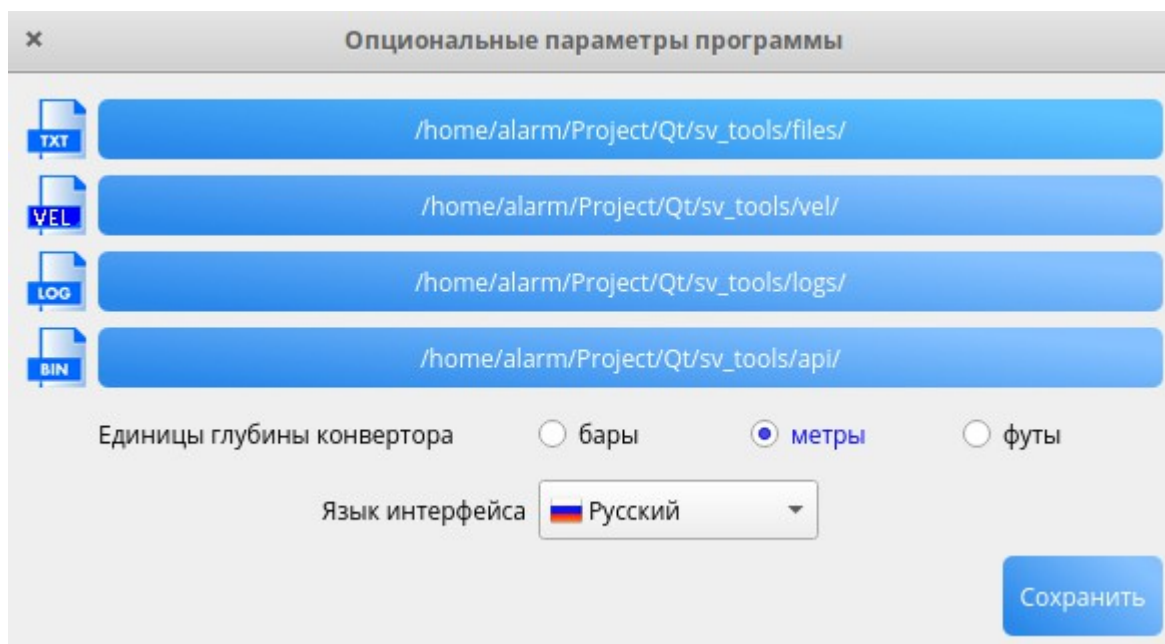 Опциональные параметры программы
TXT /home/alarm/Project/Qt/sv_tools/files/
VEL /home/alarm/Project/Qt/sv_tools/vel/
LOG /home/alarm/Project/Qt/sv_tools/logs/
BIN /home/alarm/Project/Qt/sv_tools/api/
Единицы глубины конвертора бары метры футы
Язык интерфейса Русский
Сохранить